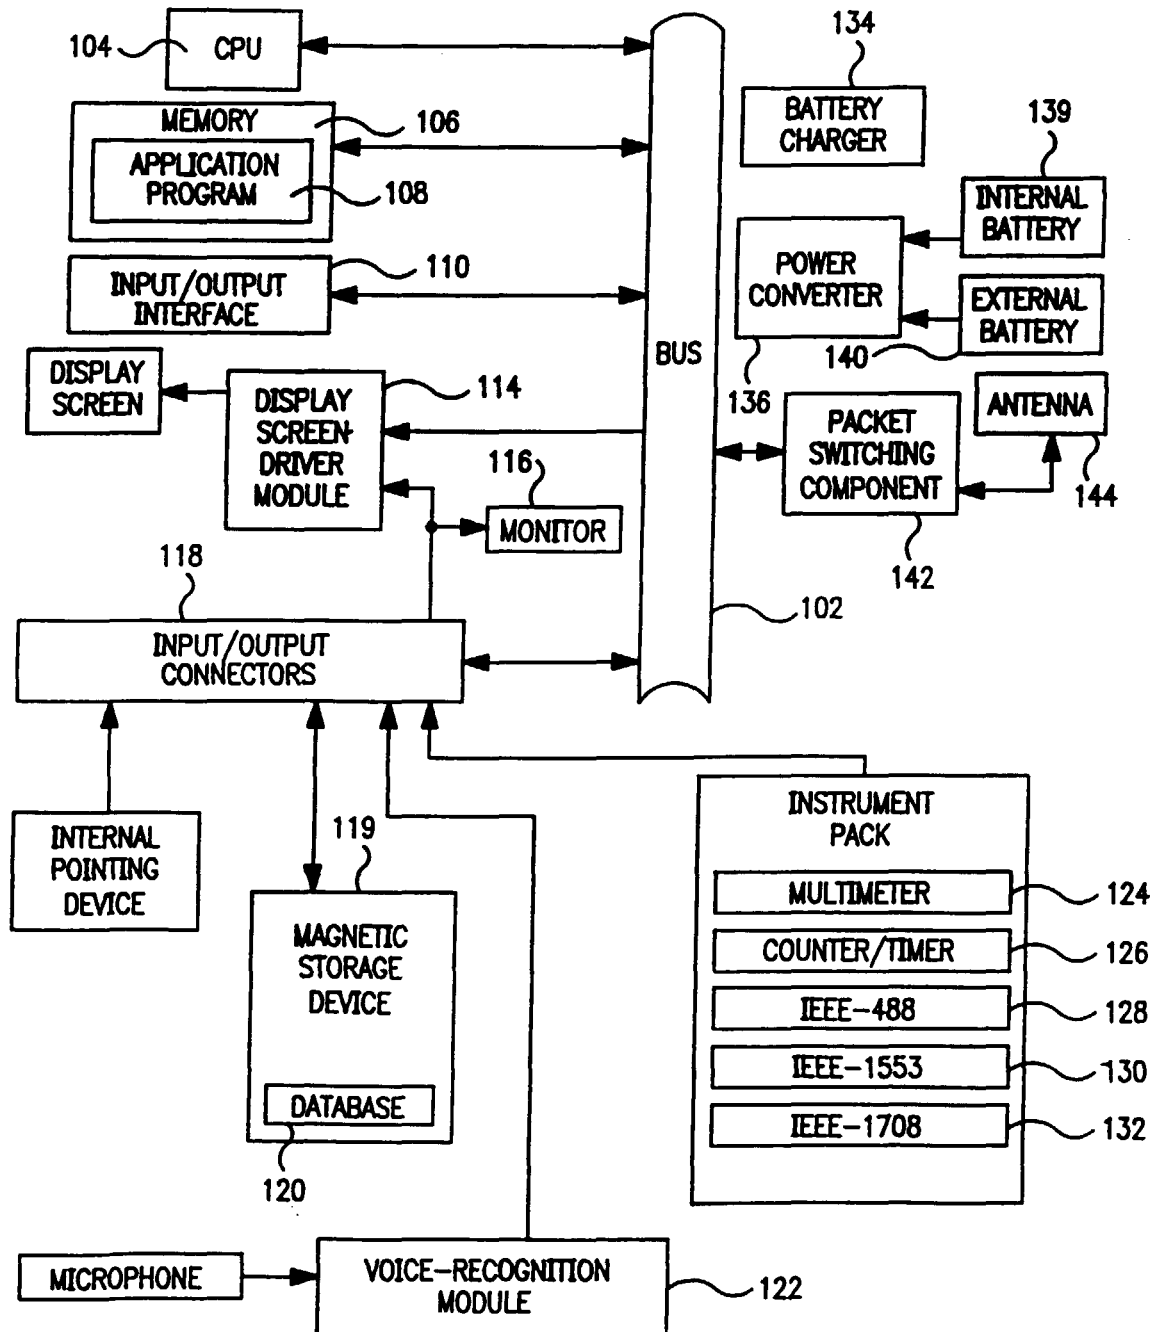 104
CPU
134
BATTERY
CHARGER
MEMORY
106
139
APPLICATION
PROGRAM
108
INTERNAL
BATTERY
INPUT/OUTPUT
INTERFACE
110
POWER
CONVERTER
EXTERNAL
BATTERY
140
136
BUS
DISPLAY
SCREEN
DISPLAY
SCREEN-
DRIVER
MODULE
114
ANTENNA
144
PACKET
SWITCHING
COMPONENT
142
116
MONITOR
118
102
INPUT/OUTPUT
CONNECTORS
INTERNAL
POINTING
DEVICE
119
MAGNETIC
STORAGE
DEVICE
DATABASE
120
INSTRUMENT
PACK
MULTIMETER
124
COUNTER/TIMER
126
IEEE-488
128
IEEE-1553
130
IEEE-1708
132
MICROPHONE
VOICE-RECOGNITION
MODULE
122